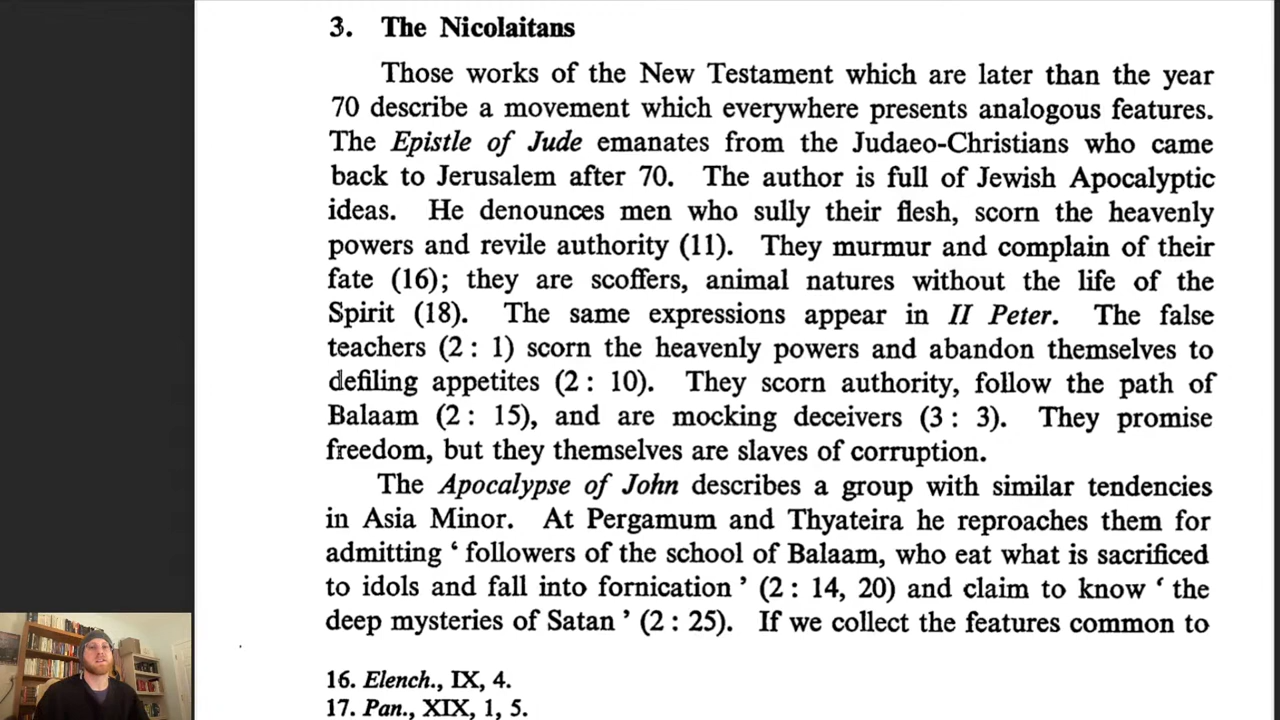 3. The Nicolaitans
Those works of the New Testament which are later than the year
70 describe a movement which everywhere presents analogous features.
The Epistle of Jude emanates from the Judaeo-Christians who came
back to Jerusalem after 70. The author is full of Jewish Apocalyptic
ideas. He denounces men who sully their flesh, scorn the heavenly
powers and revile authority (11). They murmur and complain of their
fate (16); they are scoffers, animal natures without the life of the
Spirit (18). The same expressions appear in II Peter. The false
teachers (2 : 1) scorn the heavenly powers and abandon themselves to
defiling appetites (2 : 10). They scorn authority, follow the path of
Balaam (2 : 15), and are mocking deceivers (3 : 3). They promise
freedom, but they themselves are slaves of corruption.
The Apocalypse of John describes a group with similar tendencies
in Asia Minor. At Pergamum and Thyateira he reproaches them for
admitting ‘ followers of the school of Balaam, who eat what is sacrificed
to idols and fall into fornication ’ (2 : 14, 20) and claim to know ‘ the
deep mysteries of Satan ’ (2 : 25). If we collect the features common to
16. Elench., IX, 4.
17. Pan., XIX, 1, 5.